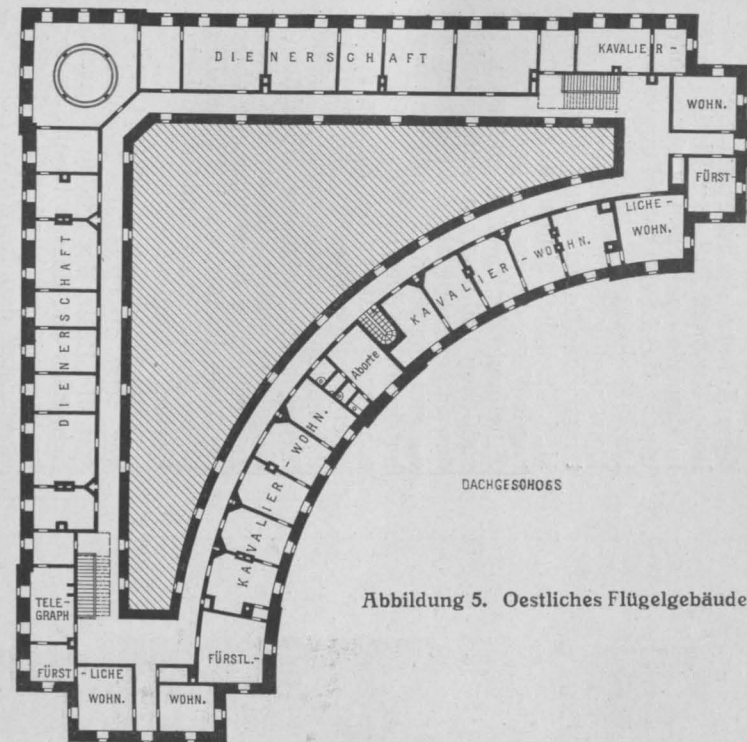 DIENERSCHAFT
KAVALIER-
WOHN.
FÜRST-
LICHE-
WOHN.
KAVALIER-WOHN.
Aborte
KAVALIER-WOHN.
DIENERSCHAFT
TELE-
GRAPH
FÜRST-LICHE
WOHN.
WOHN.
FÜRSTL.-
DACHGESCHOSS
Abbildung 5. Oestliches Flügelgebäude